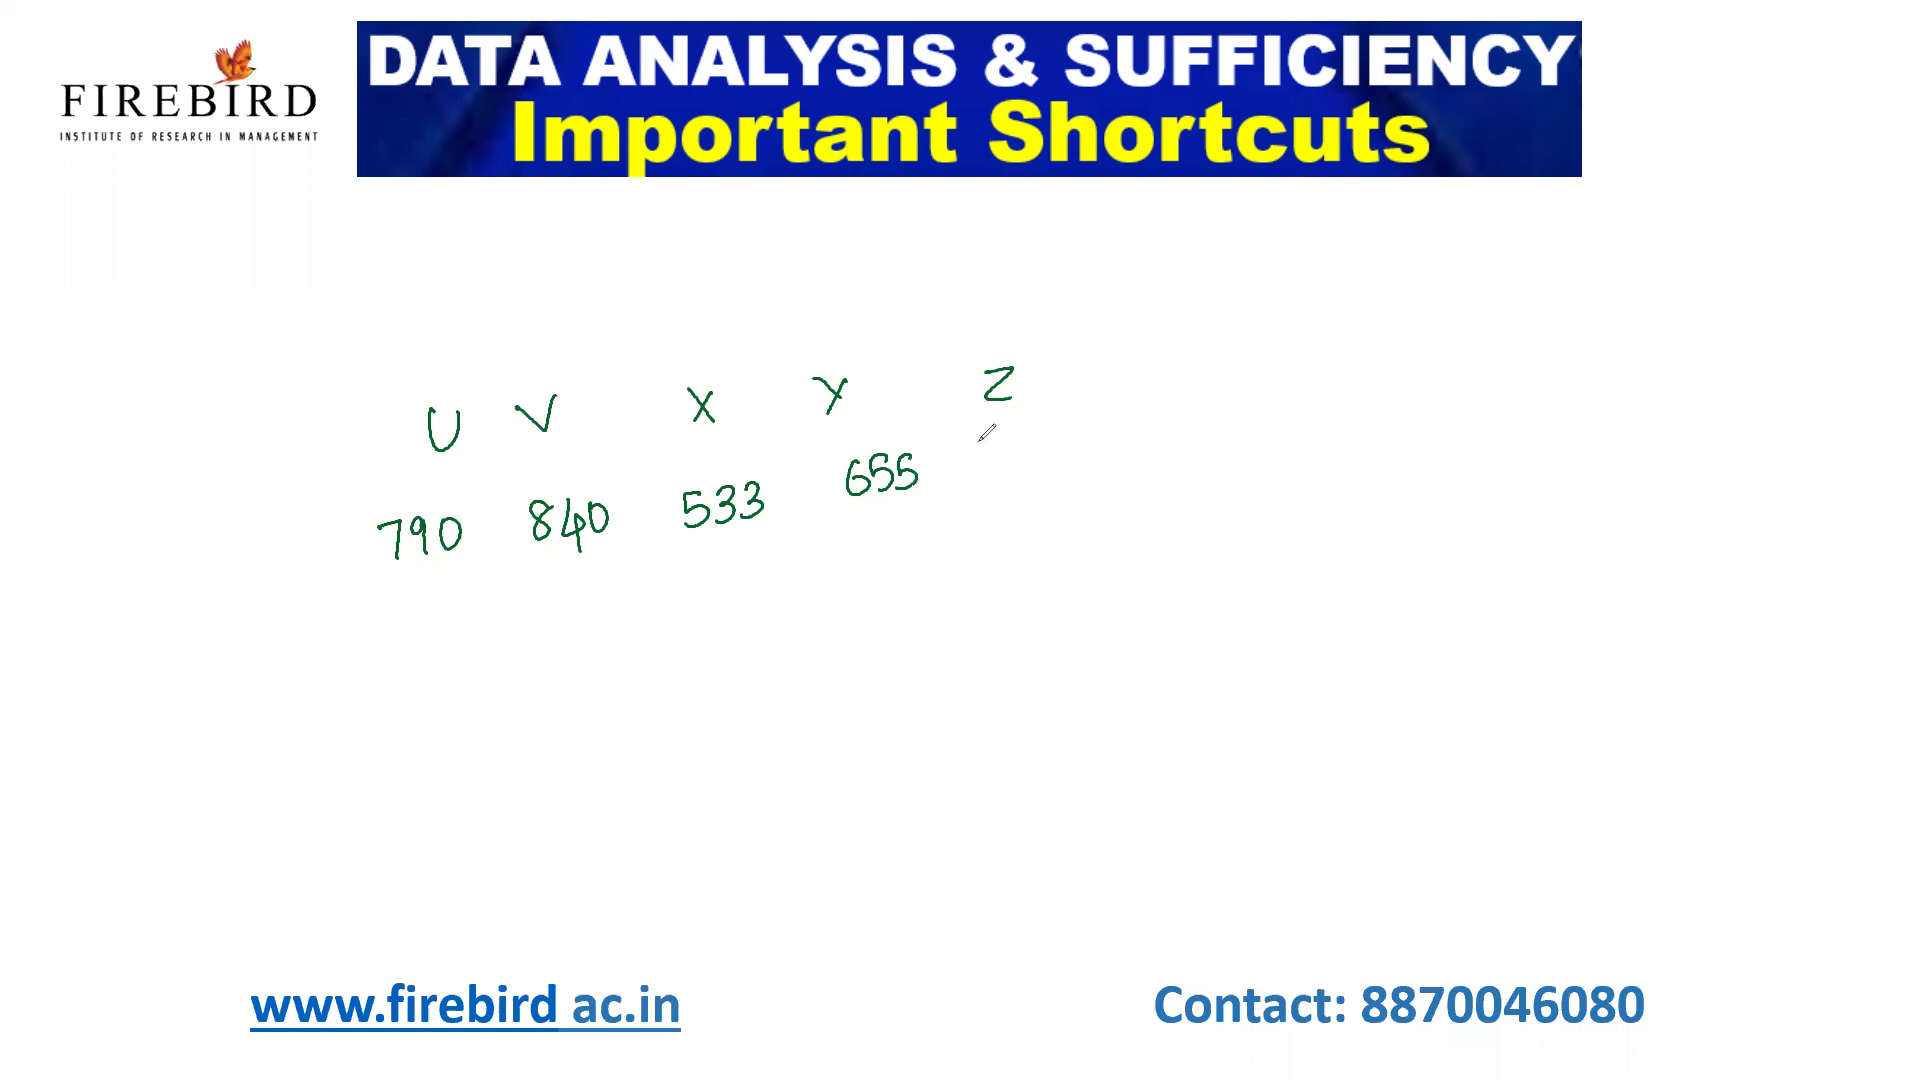 FIREBIRD
INSTITUTE OF RESEARCH IN MANAGEMENT
DATA ANALYSIS & SUFFICIENCY
Important Shortcuts
U V X Y Z
790 840 533 655
www.firebird ac.in
Contact: 8870046080